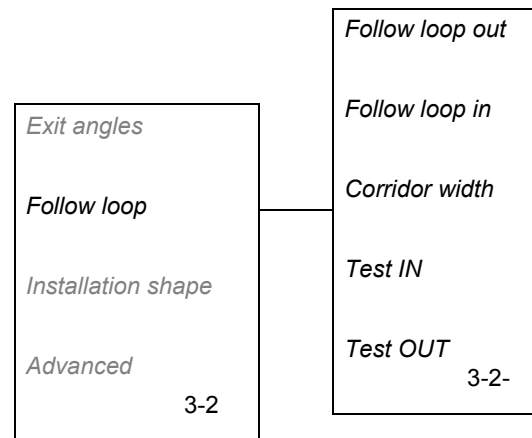 Exit angles
Follow loop
Installation shape
Advanced
3-2
Follow loop out
Follow loop in
Corridor width
Test IN
Test OUT
3-2-